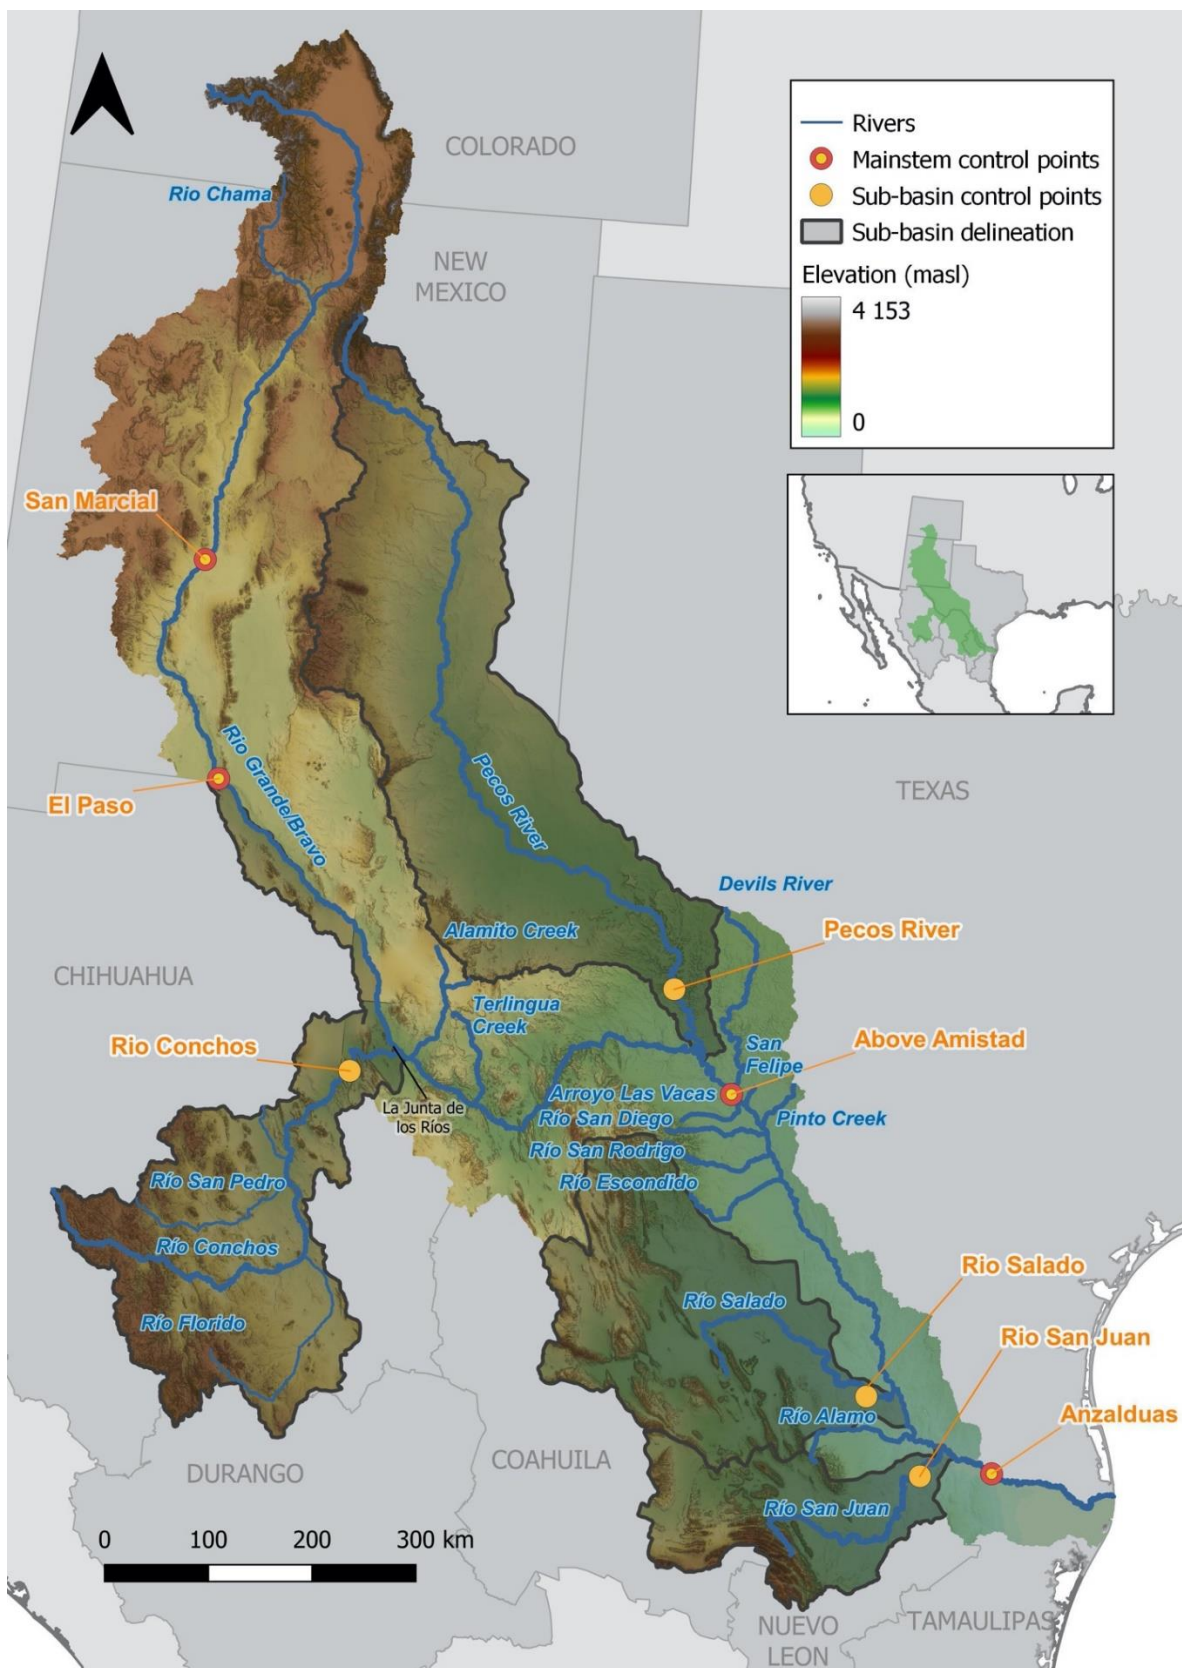 COLORADO
Rio Chama
NEW
MEXICO
Rivers
Mainstem control points
Sub-basin control points
Sub-basin delineation
Elevation (masl)
4 153
0
San Marcial
El Paso
Rio Grande/Bravo
Pecos River
TEXAS
Devils River
Pecos River
Alamito Creek
CHIHUAHUA
Terlingua
Creek
Rio Conchos
San
Felipe
Above Amistad
La Junta de
los Ríos
Arroyo Las Vacas
Río San Diego
Pinto Creek
Río San Rodrigo
Río Escondido
Río San Pedro
Río Conchos
Río Florido
Rio Salado
Río Salado
Rio San Juan
Río Alamo
Anzalduas
DURANGO
COAHUILA
Río San Juan
0 100 200 300 km
NUEVO
LEON
TAMAULIPAS